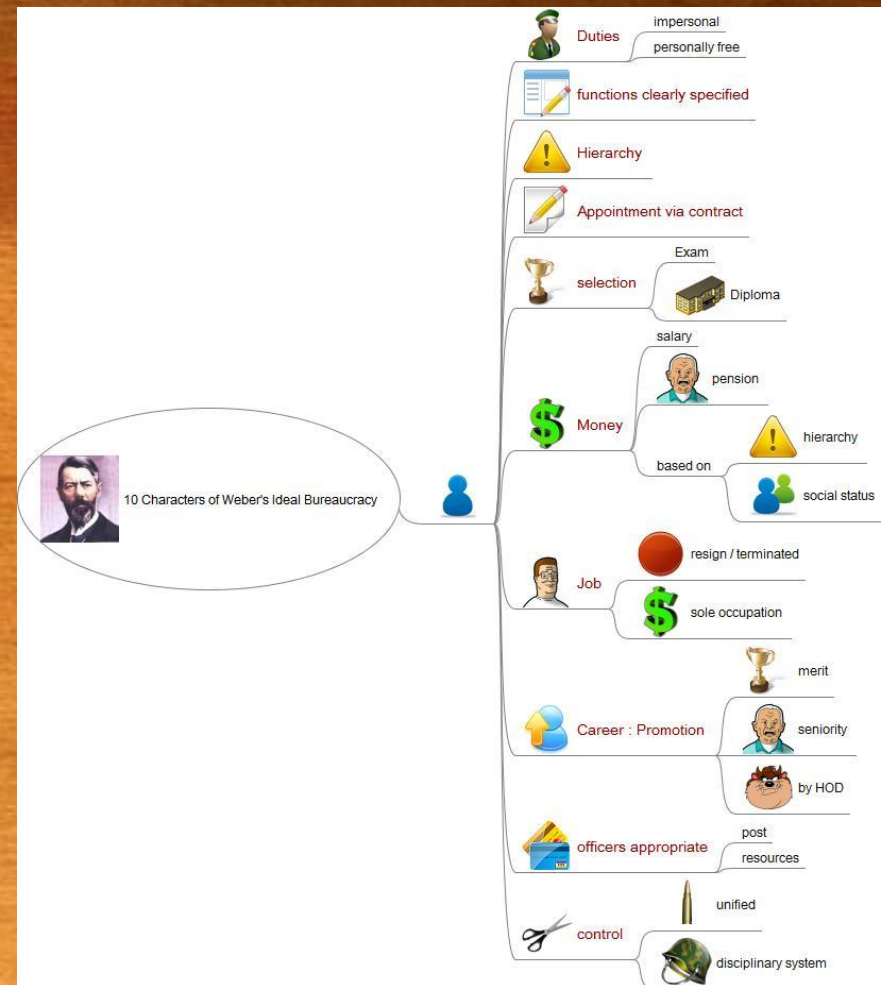 10 Characters of Weber's Ideal Bureaucracy
Duties
impersonal
personally free
functions clearly specified
Hierarchy
Appointment via contract
selection
Exam
Diploma
Money
salary
pension
based on
hierarchy
social status
Job
resign / terminated
sole occupation
Career : Promotion
merit
seniority
by HOD
officers appropriate
post
resources
control
unified
disciplinary system